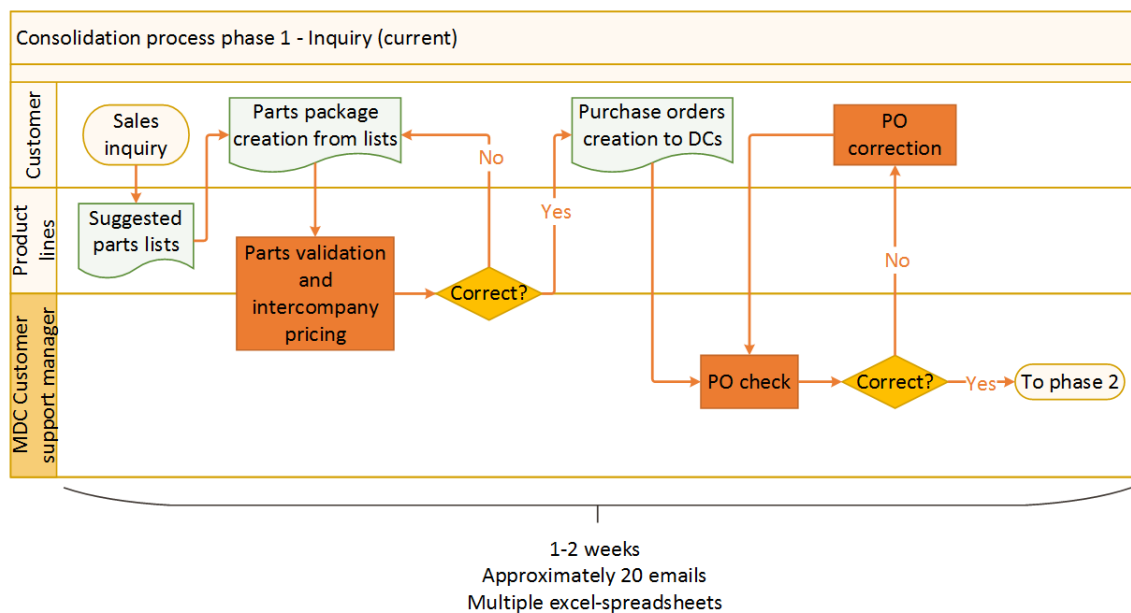 Consolidation process phase 1 - Inquiry (current)
Customer
Sales
inquiry
Parts package
creation from lists
No
Purchase orders
creation to DCs
PO
correction
Product
lines
Suggested
parts lists
Yes
Parts validation
and
intercompany
pricing
Correct?
No
MDC Customer
support manager
PO check
Correct?
Yes
To phase 2
1-2 weeks
Approximately 20 emails
Multiple excel-spreadsheets